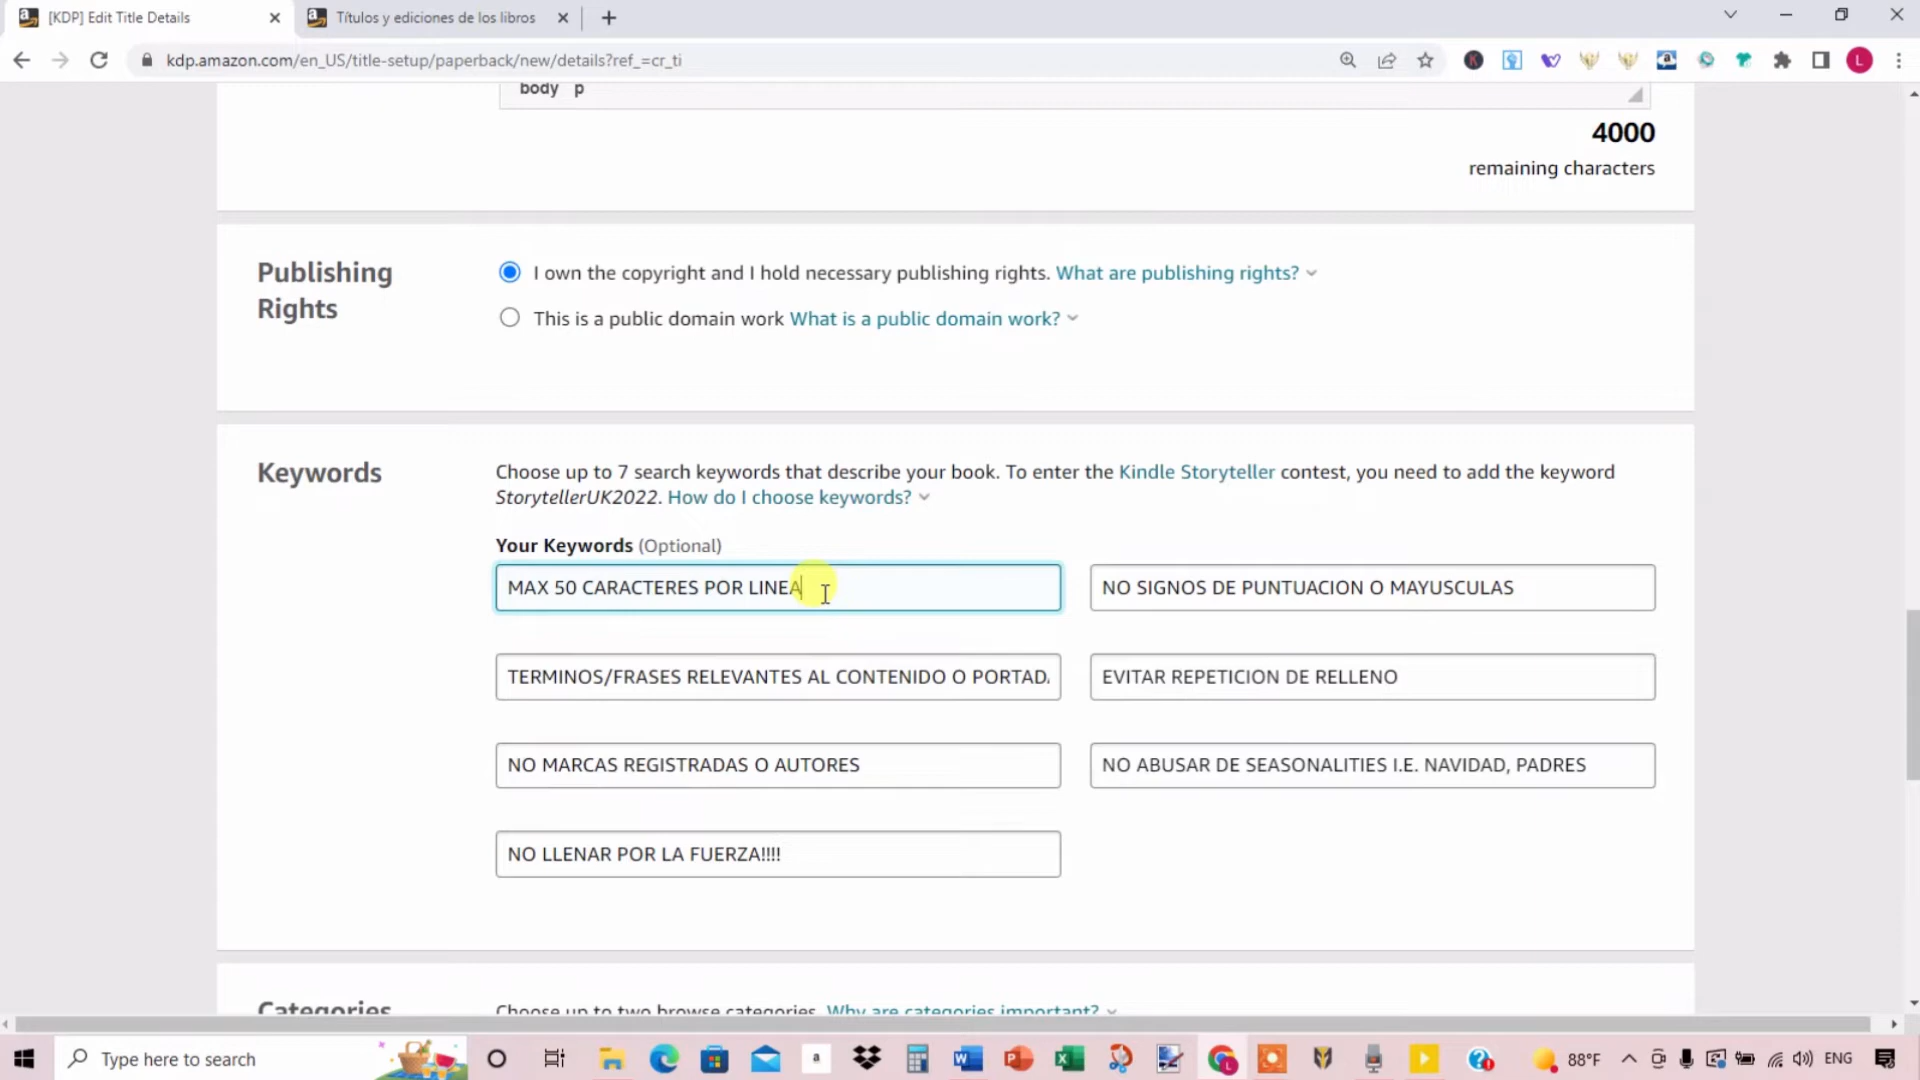 [KDP] Edit Title Details
Títulos y ediciones de los libros
kdp.amazon.com/en_US/title-setup/paperback/new/details?ref_=cr_ti
body p
4000
remaining characters
Publishing Rights
I own the copyright and I hold necessary publishing rights. What are publishing rights?
This is a public domain work What is a public domain work?
Keywords
Choose up to 7 search keywords that describe your book. To enter the Kindle Storyteller contest, you need to add the keyword
StorytellerUK2022. How do I choose keywords?
Your Keywords (Optional)
MAX 50 CARACTERES POR LINEA
NO SIGNOS DE PUNTUACION O MAYUSCULAS
TERMINOS/FRASES RELEVANTES AL CONTENIDO O PORTADA
EVITAR REPETICION DE RELLENO
NO MARCAS REGISTRADAS O AUTORES
NO ABUSAR DE SEASONALITIES I.E. NAVIDAD, PADRES
NO LLENAR POR LA FUERZA!!!!
Categories
Choose up to two browse categories. Why are categories important?
Type here to search
88°F
ENG